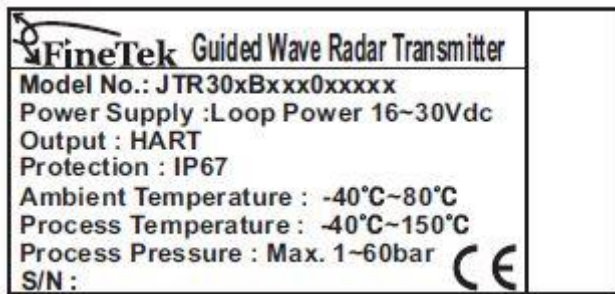 FineTek Guided Wave Radar Transmitter
Model No.: JTR30xBxxx0xxxxx
Power Supply :Loop Power 16~30Vdc
Output : HART
Protection : IP67
Ambient Temperature : -40°C~80°C
Process Temperature : -40°C~150°C
Process Pressure : Max. 1~60bar
S/N :
CE